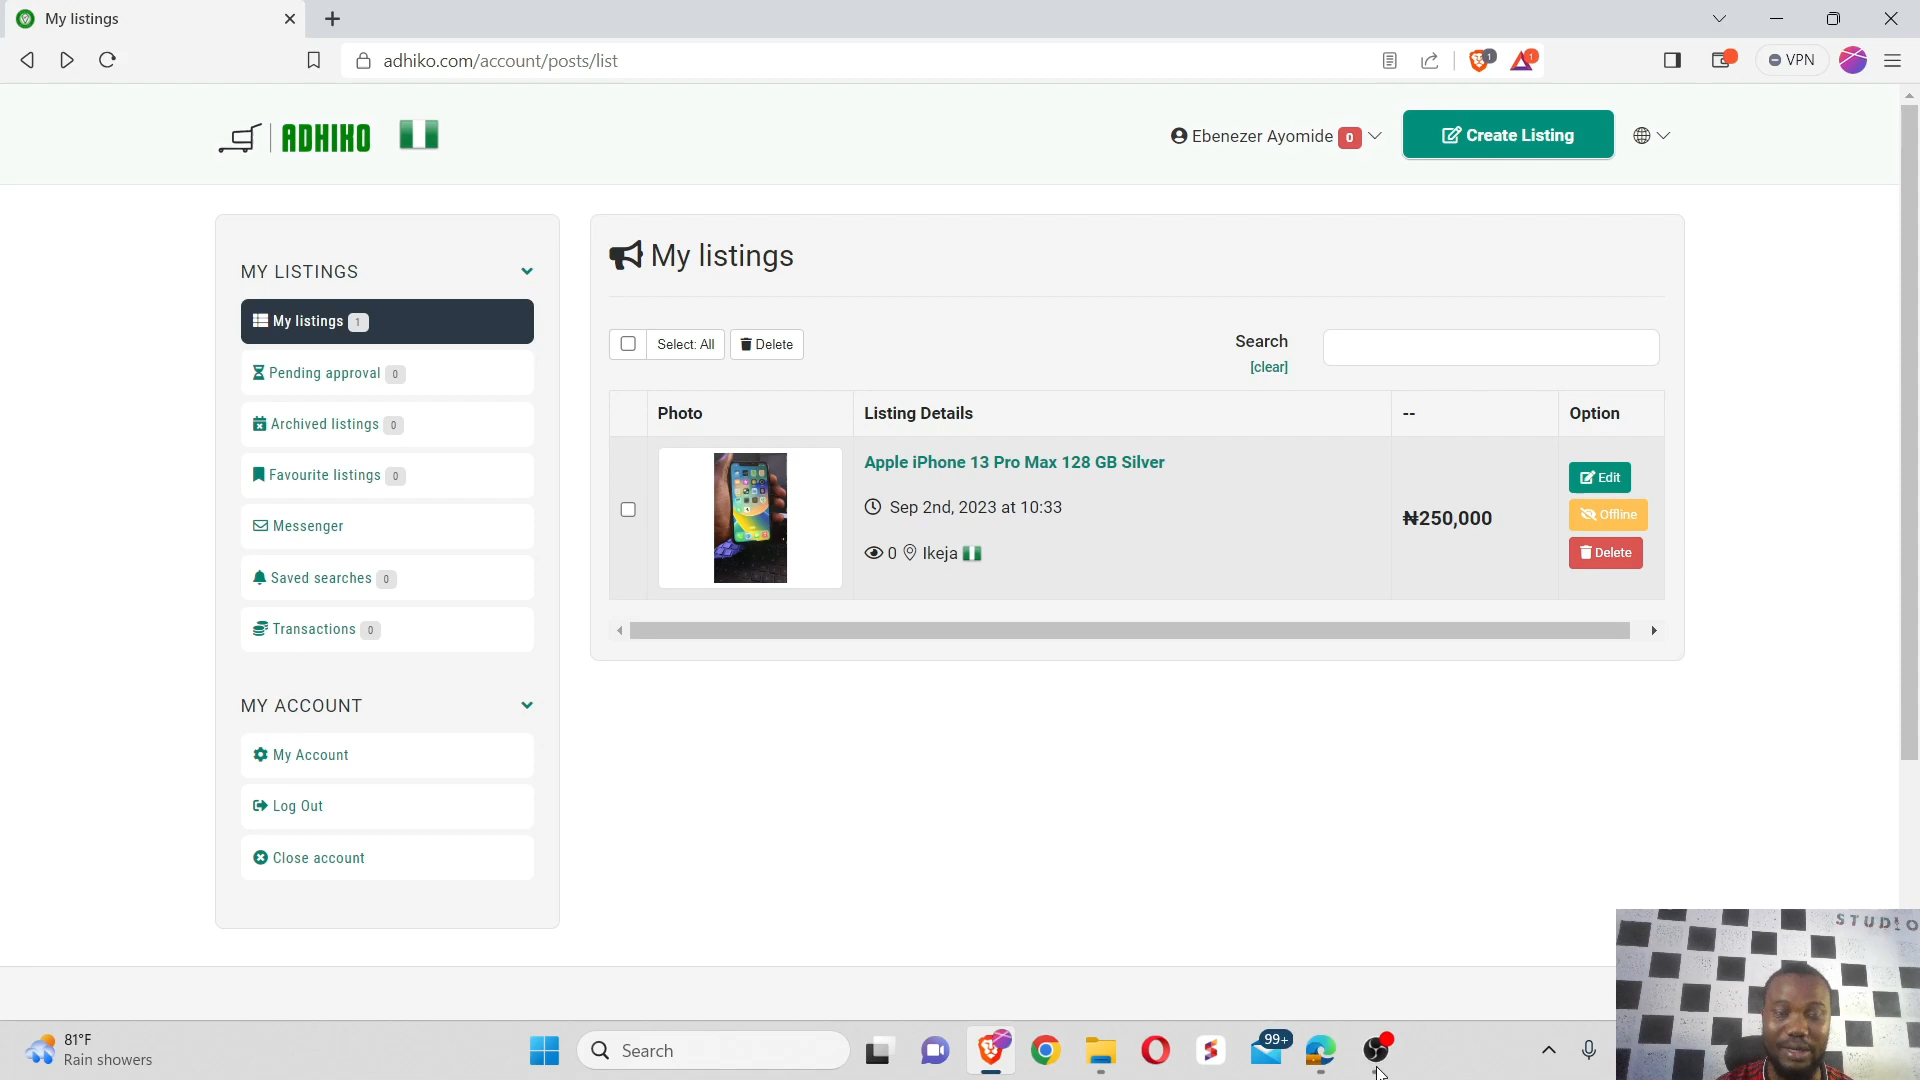 My listings
adhiko.com/account/posts/list
1
1
VPN
ADHIKO
Ebenezer Ayomide 0
Create Listing
MY LISTINGS
My listings 1
Pending approval 0
Archived listings 0
Favourite listings 0
Messenger
Saved searches 0
Transactions 0
MY ACCOUNT
My Account
Log Out
Close account
My listings
Select: All
Delete
Search
[clear]
Photo
Listing Details
--
Option
Apple iPhone 13 Pro Max 128 GB Silver
Sep 2nd, 2023 at 10:33
0 Ikeja
₦250,000
Edit
Offline
Delete
STUDIO
81°F
Rain showers
Search
99+